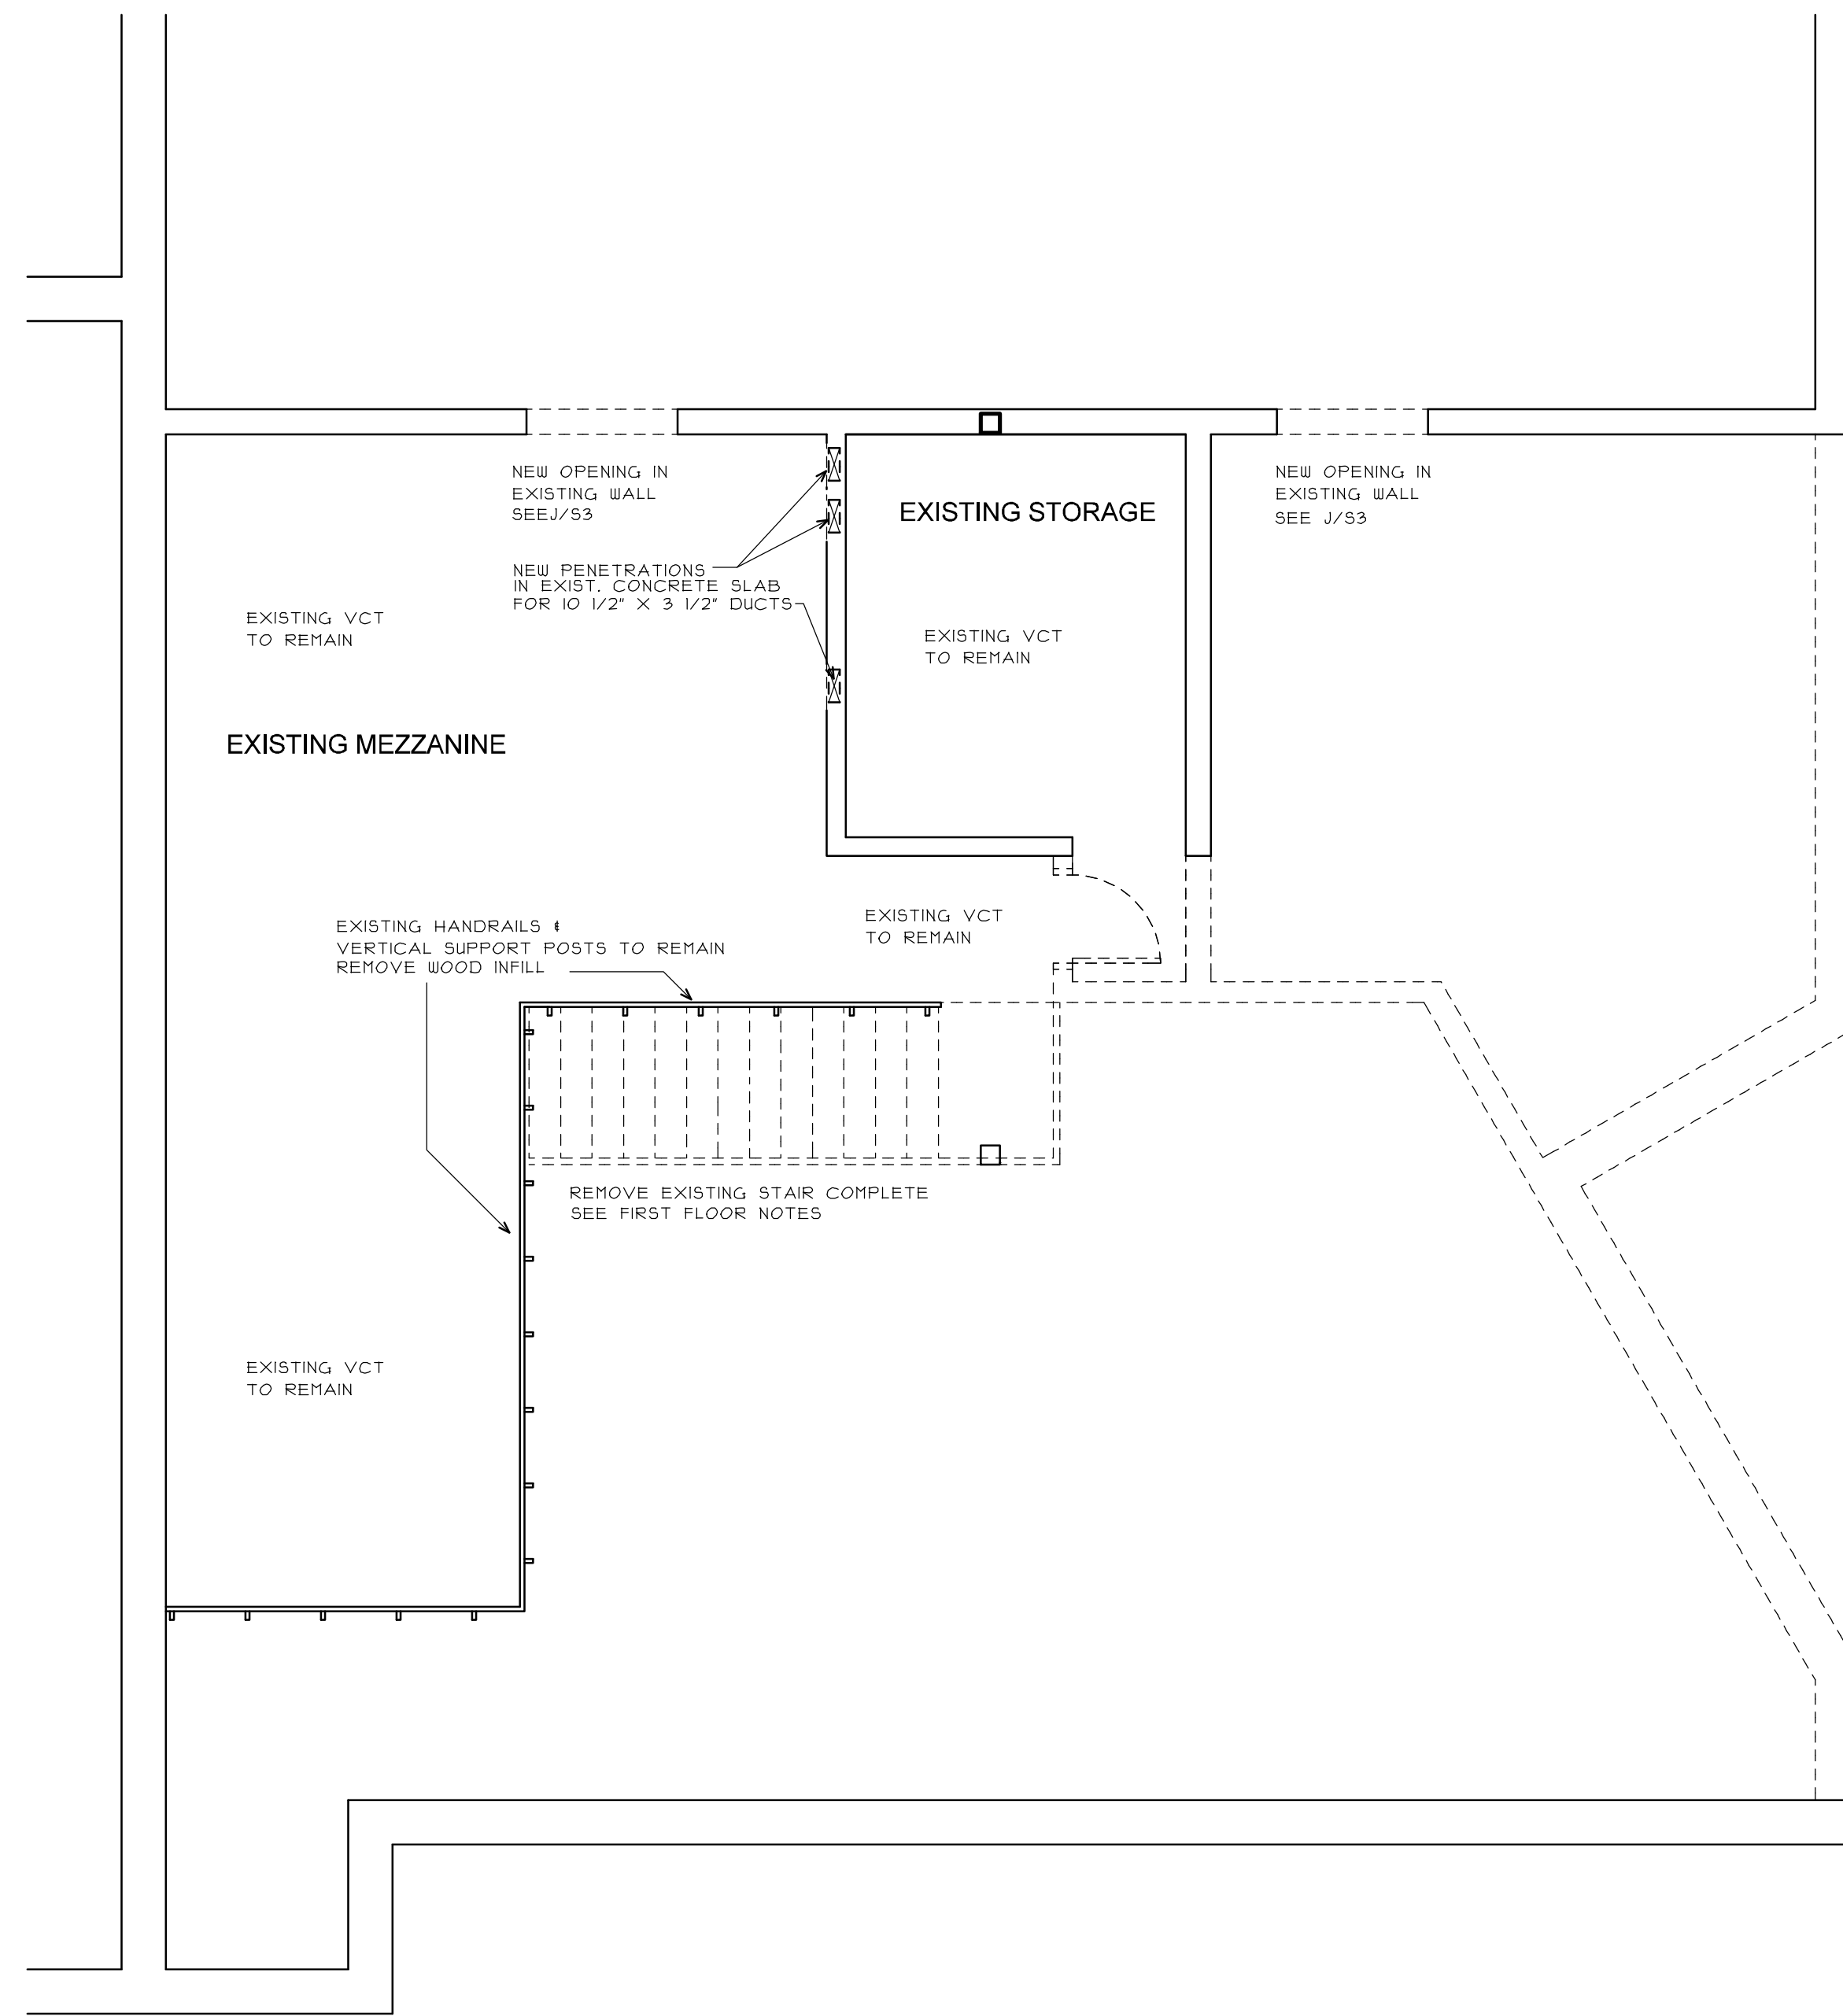 NEW OPENING IN
EXISTING WALL
SEEJ/S3
EXISTING STORAGE
NEW OPENING IN
EXISTING WALL
SEE J/S3
NEW PENETRATIONS
IN EXIST. CONCRETE SLAB
FOR 10 1/2" X 3 1/2" DUCTS
EXISTING VCT
TO REMAIN
EXISTING VCT
TO REMAIN
EXISTING MEZZANINE
EXISTING HANDRAILS &
VERTICAL SUPPORT POSTS TO REMAIN
REMOVE WOOD INFILL
EXISTING VCT
TO REMAIN
REMOVE EXISTING STAIR COMPLETE
SEE FIRST FLOOR NOTES
EXISTING VCT
TO REMAIN